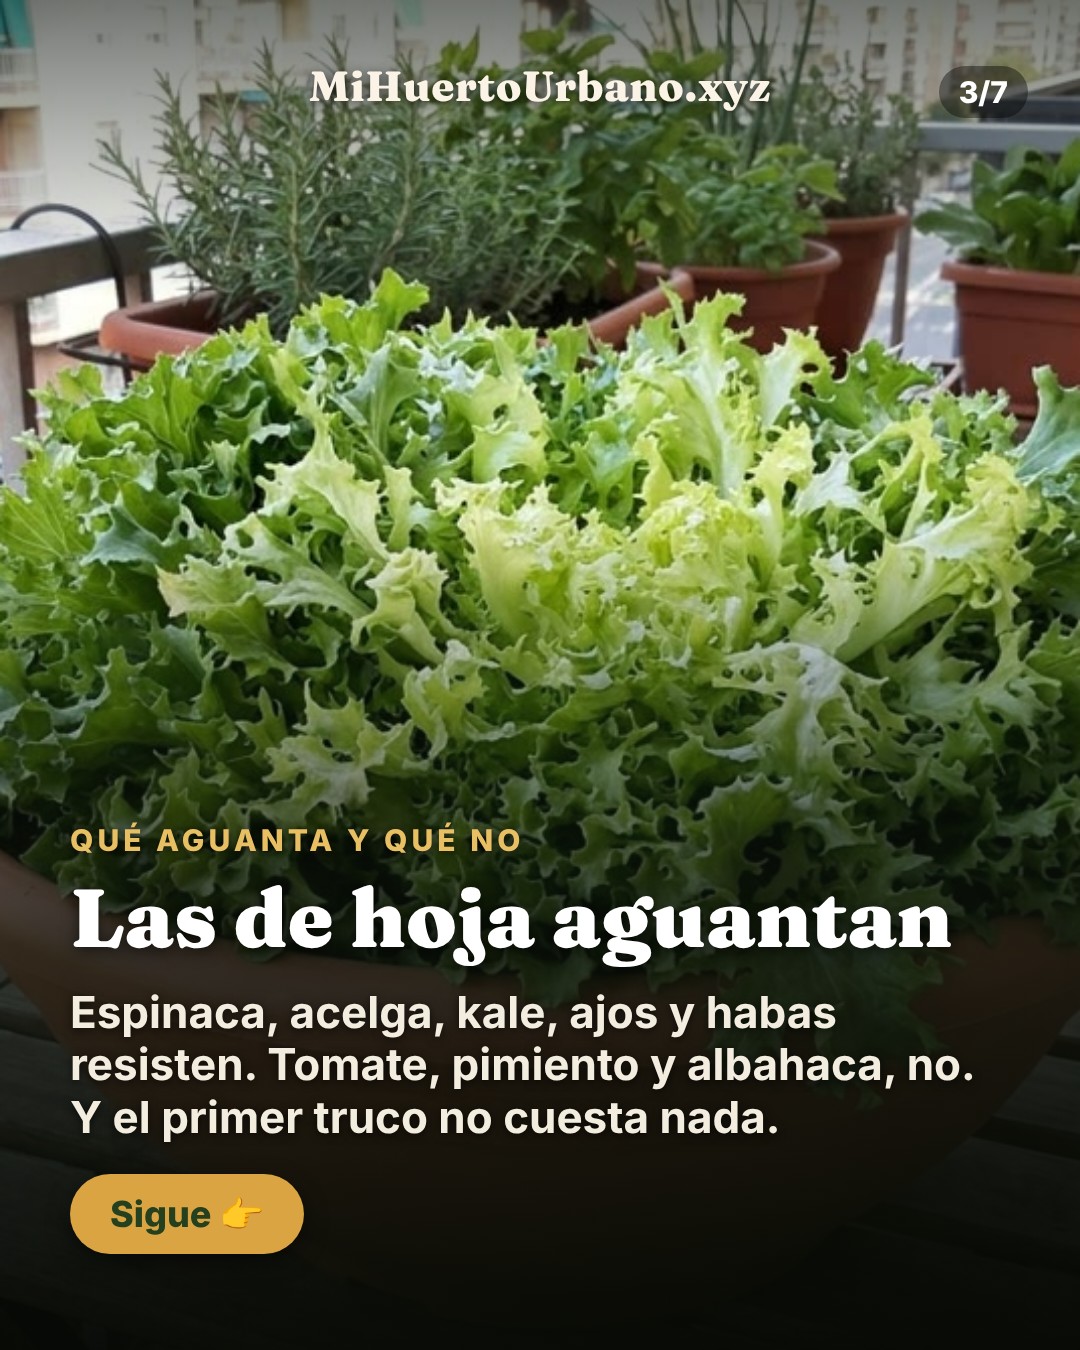 MiHuertoUrbano.xyz
3/7
QUÉ AGUANTA Y QUÉ NO
Las de hoja aguantan
Espinaca, acelga, kale, ajos y habas
resisten. Tomate, pimiento y albahaca, no.
Y el primer truco no cuesta nada.
Sigue 👉